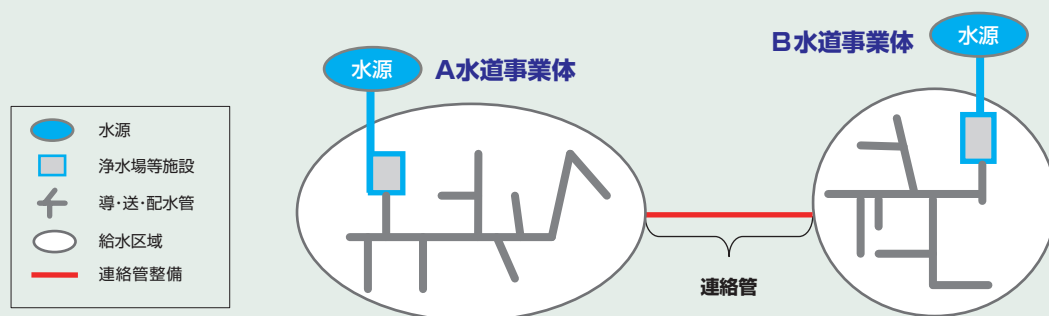 水源
浄水場等施設
導・送・配水管
給水区域
連絡管整備
水源
A水道事業体
B水道事業体
水源
連絡管